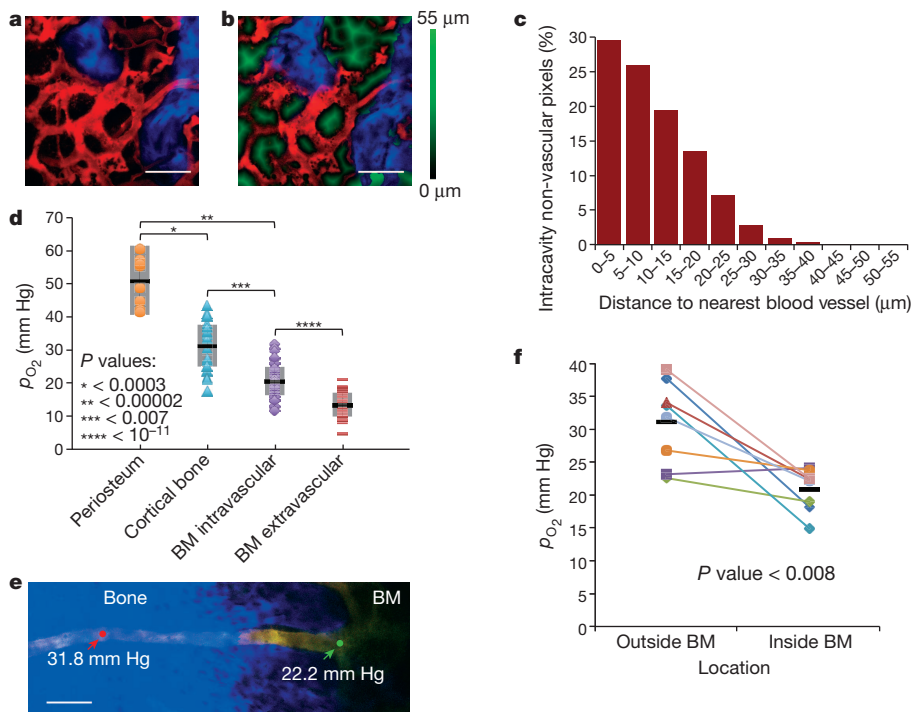 a
b
55 μm
0 μm
c
Intracavity non-vascular pixels (%)
30
25
20
15
10
5
0
0–5
5–10
10–15
15–20
20–25
25–30
30–35
35–40
40–45
45–50
50–55
Distance to nearest blood vessel (μm)
d
pO2 (mm Hg)
70
60
50
40
30
20
10
0
**
*
***
****
P values:
* < 0.0003
** < 0.00002
*** < 0.007
**** < 10⁻¹¹
Periosteum
Cortical bone
BM intravascular
BM extravascular
e
Bone
BM
31.8 mm Hg
22.2 mm Hg
f
pO2 (mm Hg)
40
35
30
25
20
15
10
5
0
P value < 0.008
Outside BM
Inside BM
Location